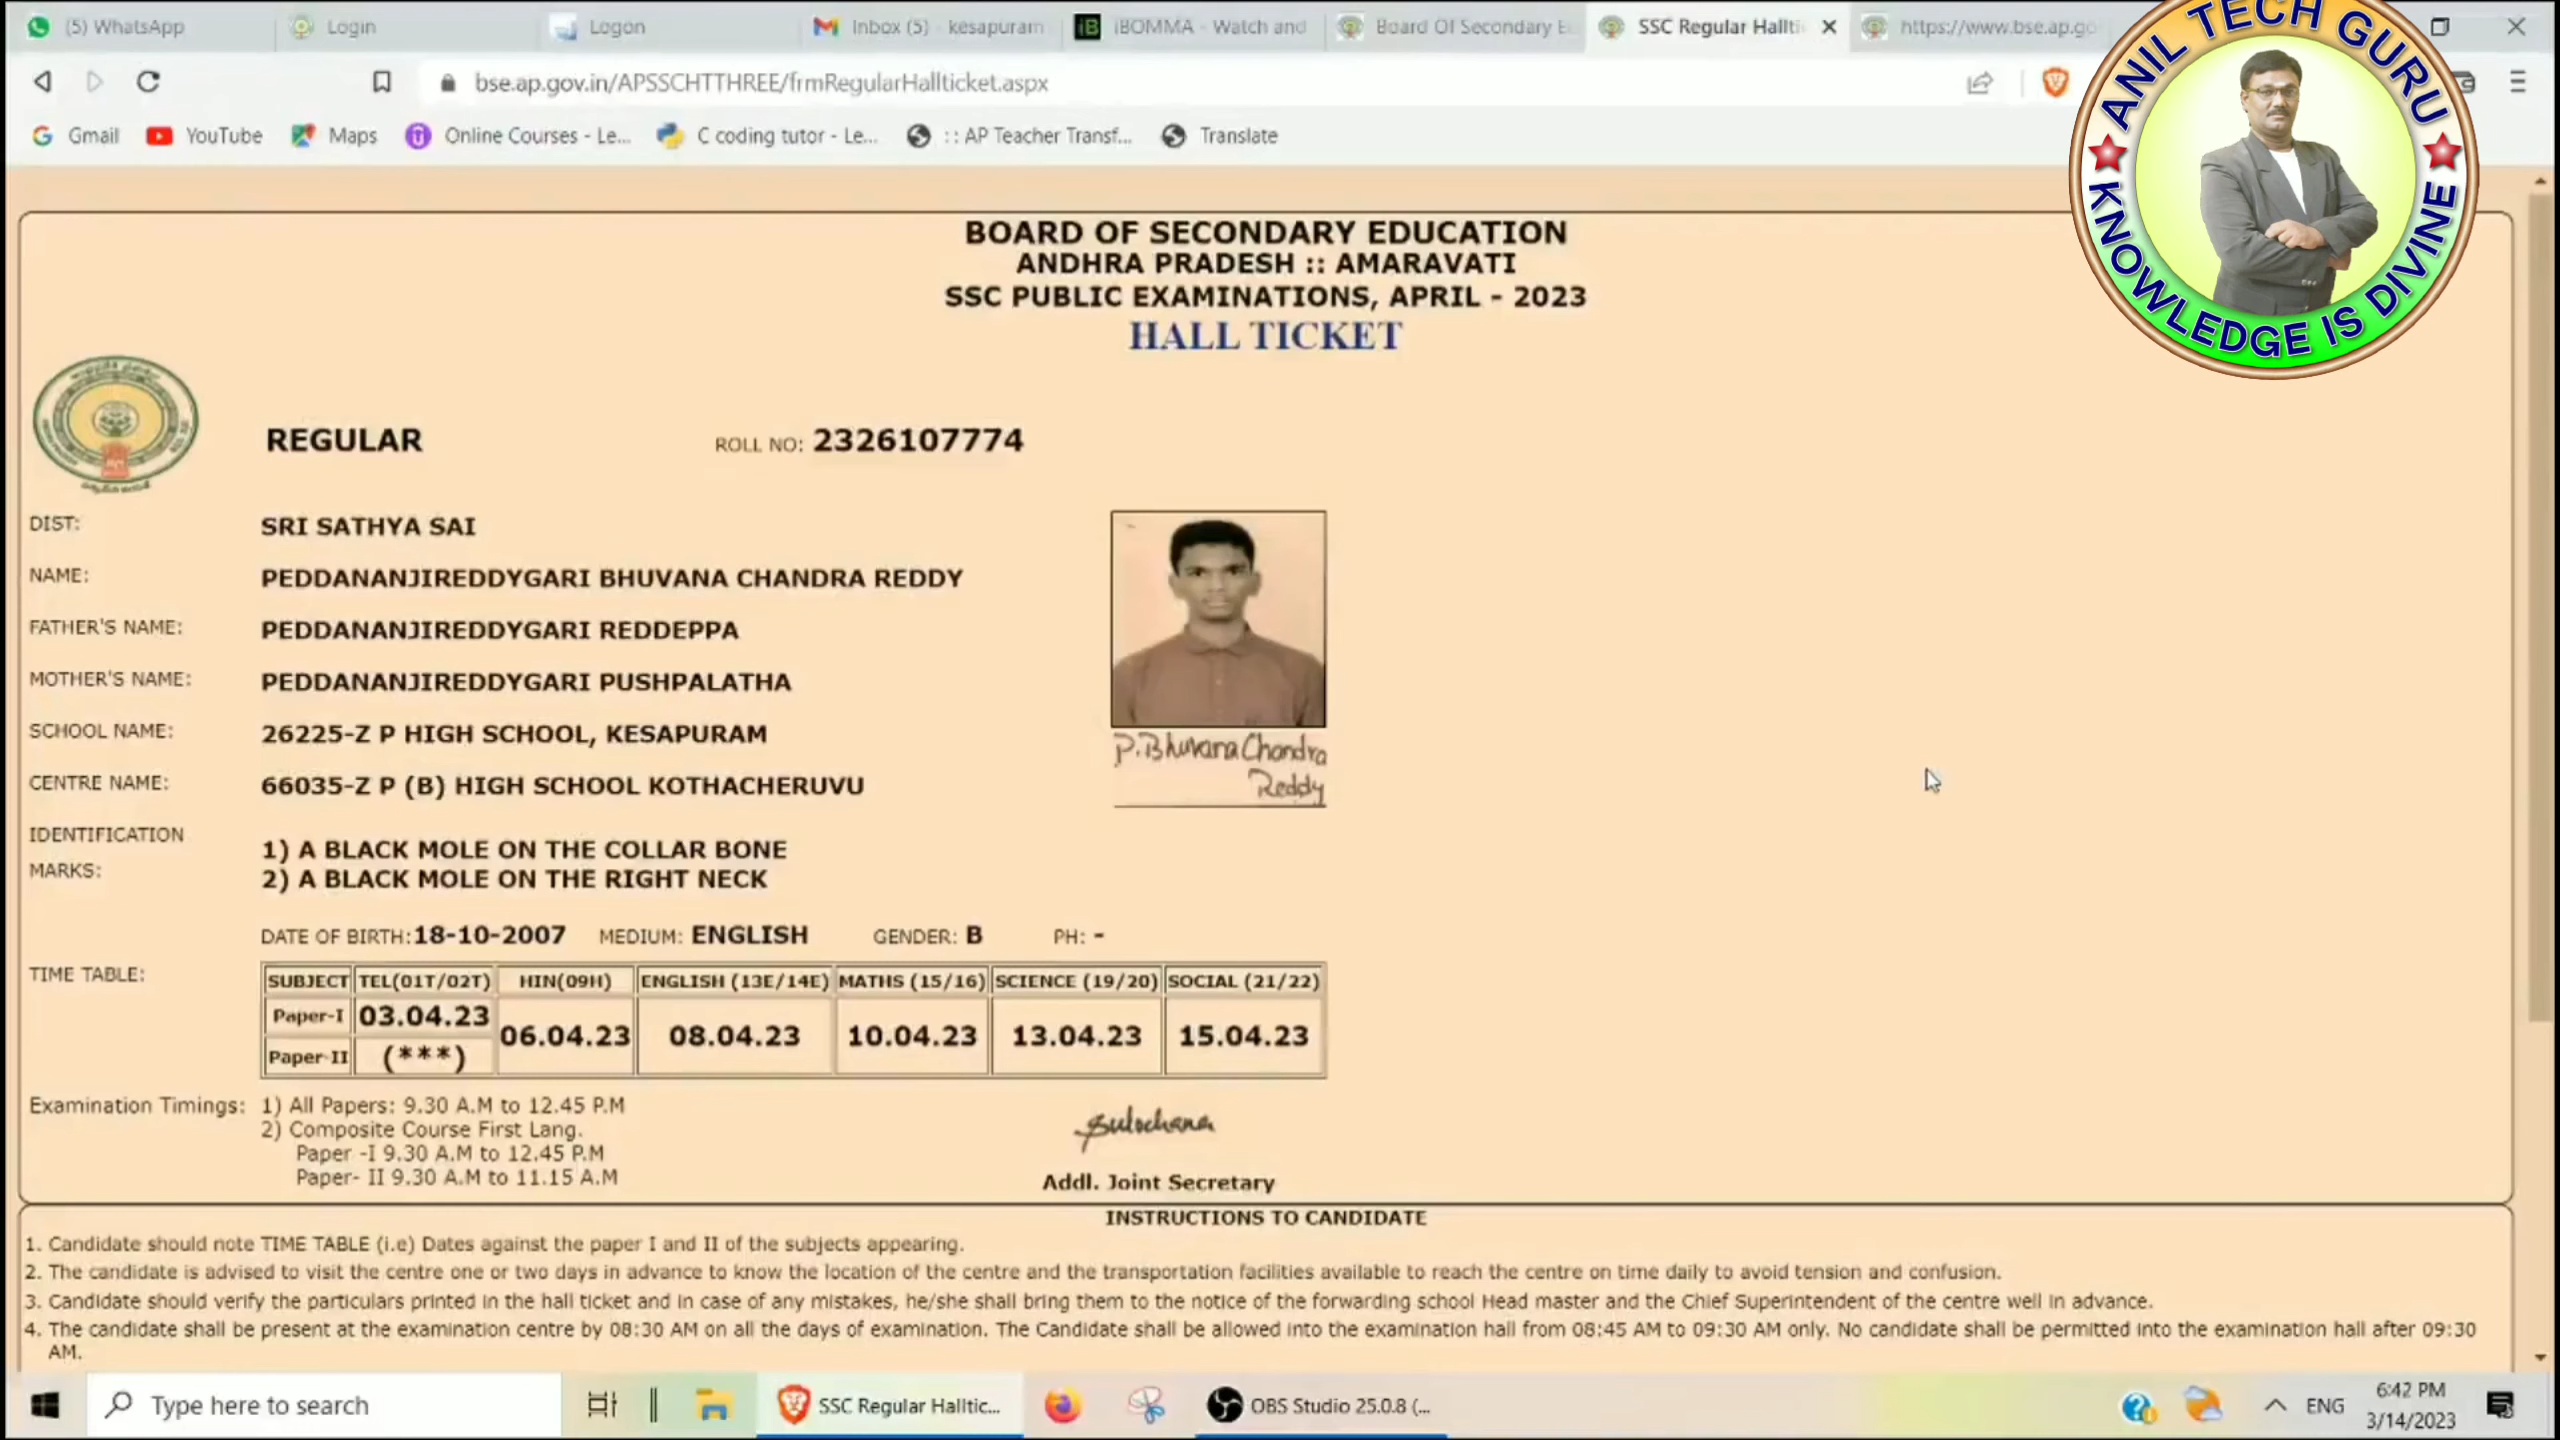 (5) WhatsApp
Login
Logon
Inbox (5) - kesapuram
iBOMMA - Watch and
Board Of Secondary E
SSC Regular Hallti
https://www.bse.ap.go
bse.ap.gov.in/APSSCHTTHREE/frmRegularHallticket.aspx
Gmail
YouTube
Maps
Online Courses - Le...
C coding tutor - Le...
:: AP Teacher Transf...
Translate
ANIL TECH GURU
KNOWLEDGE IS DIVINE
BOARD OF SECONDARY EDUCATION
ANDHRA PRADESH :: AMARAVATI
SSC PUBLIC EXAMINATIONS, APRIL - 2023
HALL TICKET
REGULAR ROLL NO: 2326107774
DIST: SRI SATHYA SAI
NAME: PEDDANANJIREDDYGARI BHUVANA CHANDRA REDDY
FATHER'S NAME: PEDDANANJIREDDYGARI REDDEPPA
MOTHER'S NAME: PEDDANANJIREDDYGARI PUSHPALATHA
SCHOOL NAME: 26225-Z P HIGH SCHOOL, KESAPURAM
P.Bhuvana Chandra
Reddy
CENTRE NAME: 66035-Z P (B) HIGH SCHOOL KOTHACHERUVU
IDENTIFICATION
MARKS:
1) A BLACK MOLE ON THE COLLAR BONE
2) A BLACK MOLE ON THE RIGHT NECK
DATE OF BIRTH:18-10-2007 MEDIUM: ENGLISH GENDER: B PH: -
TIME TABLE:
SUBJECT TEL(01T/02T) HIN(09H) ENGLISH (13E/14E) MATHS (15/16) SCIENCE (19/20) SOCIAL (21/22)
Paper-I 03.04.23
06.04.23 08.04.23 10.04.23 13.04.23 15.04.23
Paper-II (***)
Examination Timings: 1) All Papers: 9.30 A.M to 12.45 P.M
2) Composite Course First Lang.
Paper -I 9.30 A.M to 12.45 P.M
Paper- II 9.30 A.M to 11.15 A.M
Sulochana
Addl. Joint Secretary
INSTRUCTIONS TO CANDIDATE
1. Candidate should note TIME TABLE (i.e) Dates against the paper I and II of the subjects appearing.
2. The candidate is advised to visit the centre one or two days in advance to know the location of the centre and the transportation facilities available to reach the centre on time daily to avoid tension and confusion.
3. Candidate should verify the particulars printed in the hall ticket and in case of any mistakes, he/she shall bring them to the notice of the forwarding school Head master and the Chief Superintendent of the centre well in advance.
4. The candidate shall be present at the examination centre by 08:30 AM on all the days of examination. The Candidate shall be allowed into the examination hall from 08:45 AM to 09:30 AM only. No candidate shall be permitted into the examination hall after 09:30
AM.
Type here to search
SSC Regular Halltic...
OBS Studio 25.0.8 (...
ENG
6:42 PM
3/14/2023